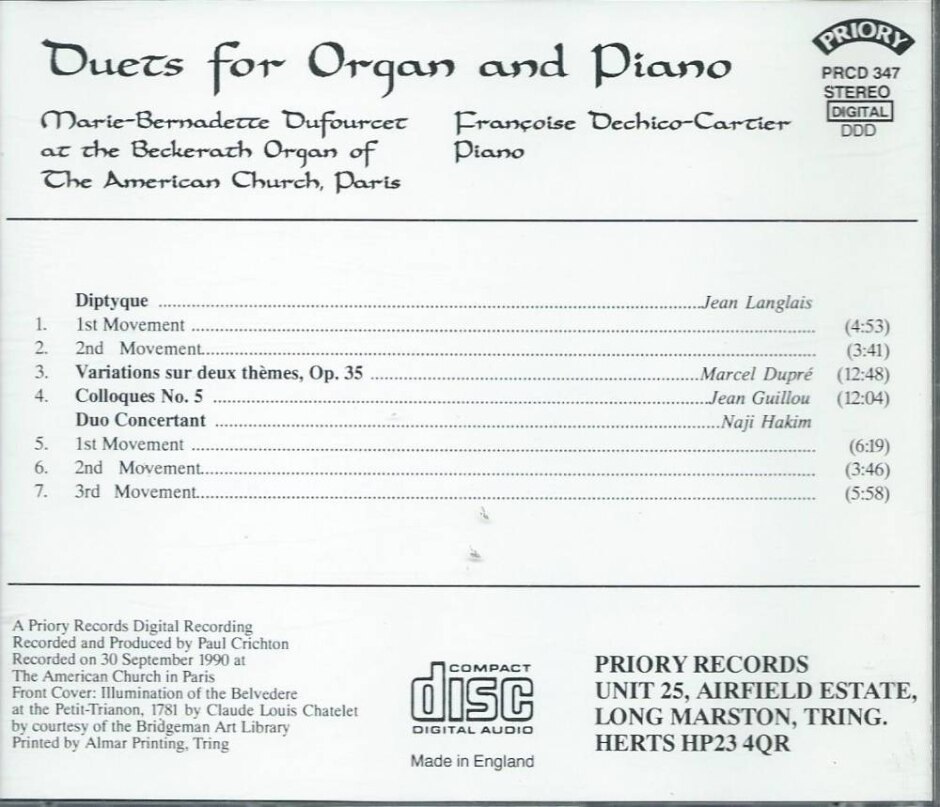 Duets for Organ and Piano
Marie-Bernadette Dufourcet
at the Beckerath Organ of
The American Church, Paris
Françoise Dechico-Cartier
Piano
PRIORY
PRCD 347
STEREO
DIGITAL
DDD
Diptyque ........ Jean Langlais
1. 1st Movement ........ (4:53)
2. 2nd Movement ........ (3:41)
3. Variations sur deux thèmes, Op. 35 ........ Marcel Dupré (12:48)
4. Colloques No. 5 ........ Jean Guillou (12:04)
Duo Concertant ........ Naji Hakim
5. 1st Movement ........ (6:19)
6. 2nd Movement ........ (3:46)
7. 3rd Movement ........ (5:58)
A Priory Records Digital Recording
Recorded and Produced by Paul Crichton
Recorded on 30 September 1990 at
The American Church in Paris
Front Cover: Illumination of the Belvedere
at the Petit-Trianon, 1781 by Claude Louis Chatelet
by courtesy of the Bridgeman Art Library
Printed by Almar Printing, Tring
COMPACT
disc
DIGITAL AUDIO
Made in England
PRIORY RECORDS
UNIT 25, AIRFIELD ESTATE,
LONG MARSTON, TRING.
HERTS HP23 4QR